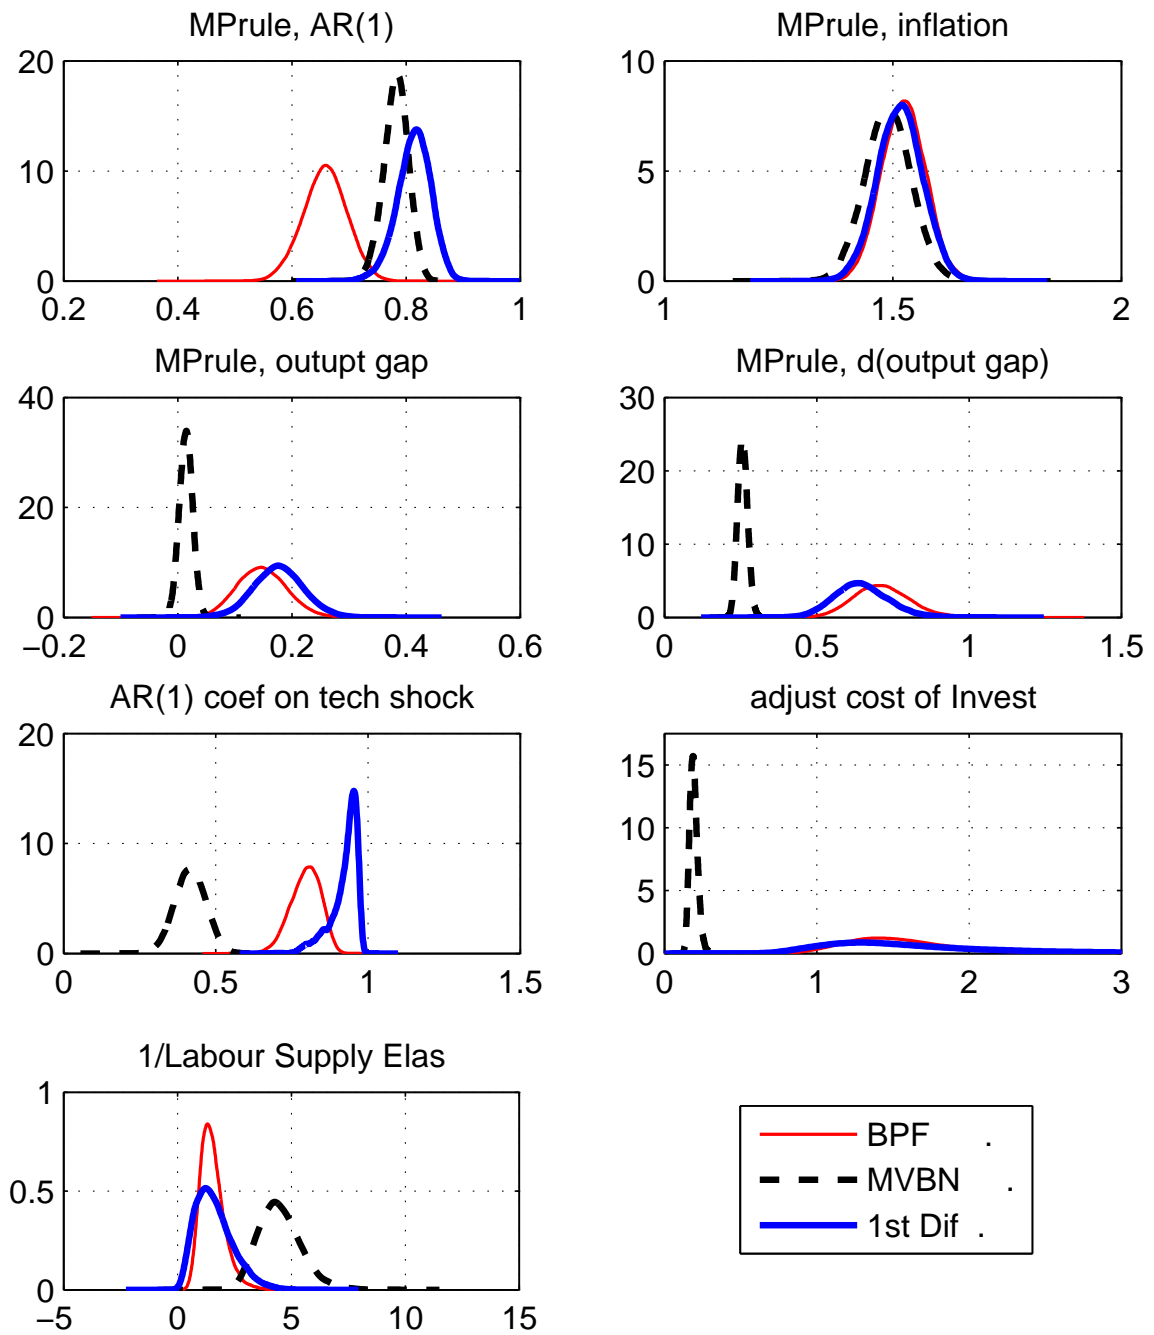 MPrule, AR(1)
MPrule, inflation
20
10
0
0.2 0.4 0.6 0.8 1
10
5
0
1 1.5 2
MPrule, outupt gap
MPrule, d(output gap)
40
20
0
−0.2 0 0.2 0.4 0.6
30
20
10
0
0 0.5 1 1.5
AR(1) coef on tech shock
adjust cost of Invest
20
10
0
0 0.5 1 1.5
15
10
5
0
0 1 2 3
1/Labour Supply Elas
1
0.5
0
−5 0 5 10 15
BPF .
MVBN .
1st Dif .